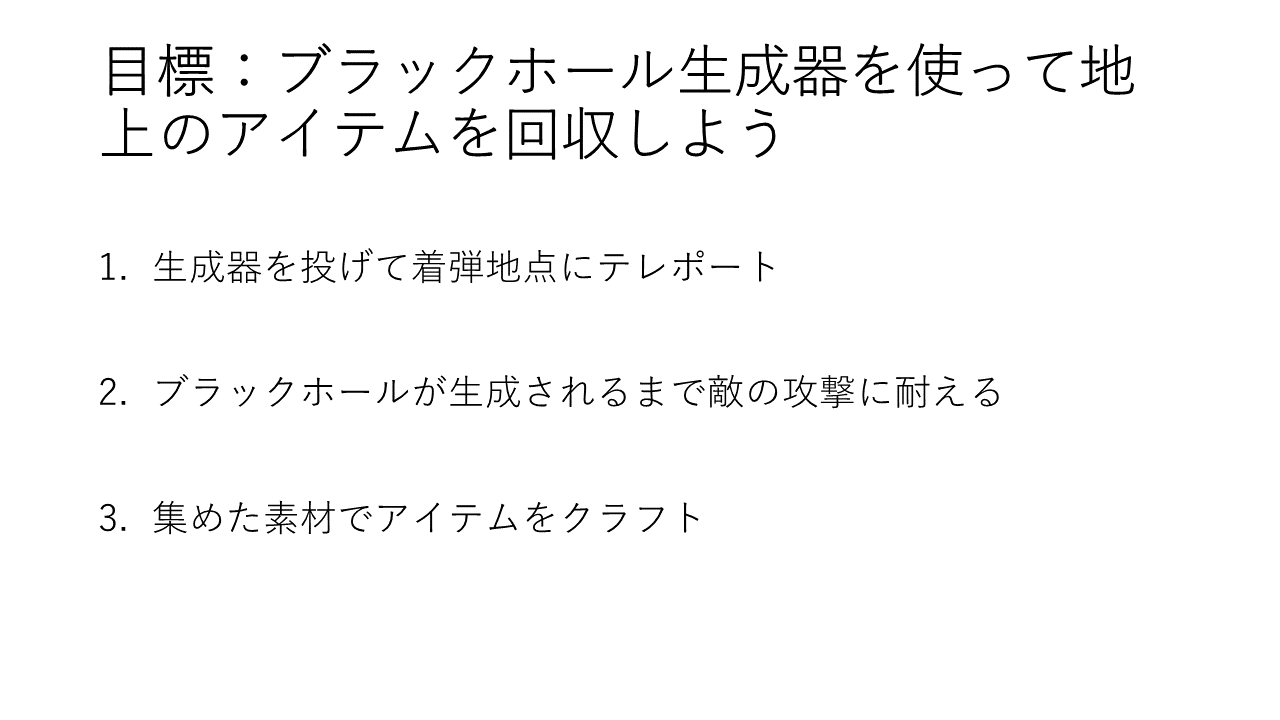 目標：ブラックホール生成器を使って地
上のアイテムを回収しよう
1. 生成器を投げて着弾地点にテレポート
2. ブラックホールが生成されるまで敵の攻撃に耐える
3. 集めた素材でアイテムをクラフト